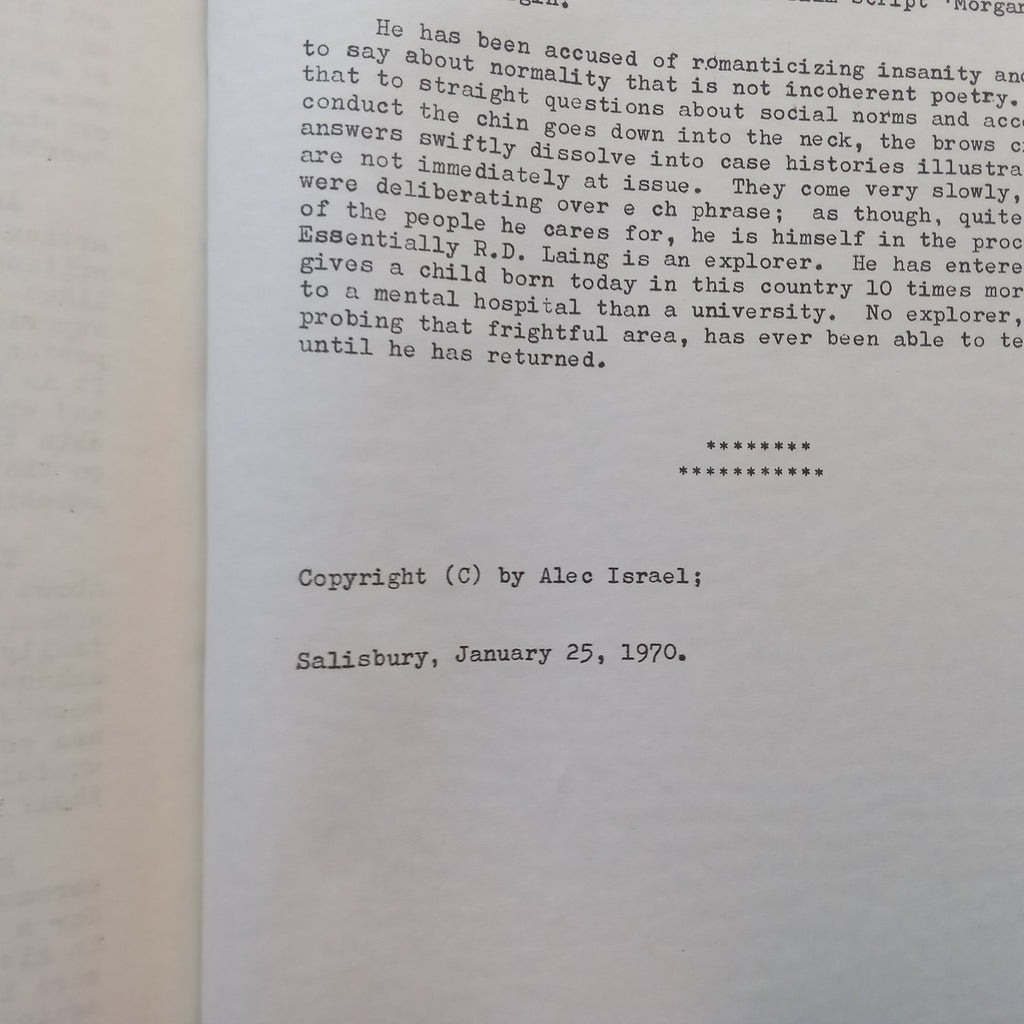 script 'Morgan
He has been accused of romanticizing insanity and
to say about normality that is not incoherent poetry.
that to straight questions about social norms and acc
conduct the chin goes down into the neck, the brows c
answers swiftly dissolve into case histories illustra
are not immediately at issue. They come very slowly,
were deliberating over e ch phrase; as though, quite
of the people he cares for, he is himself in the proc
Essentially R.D. Laing is an explorer. He has entere
gives a child born today in this country 10 times mor
to a mental hospital than a university. No explorer,
probing that frightful area, has ever been able to te
until he has returned.
********
***********
Copyright (C) by Alec Israel;
Salisbury, January 25, 1970.